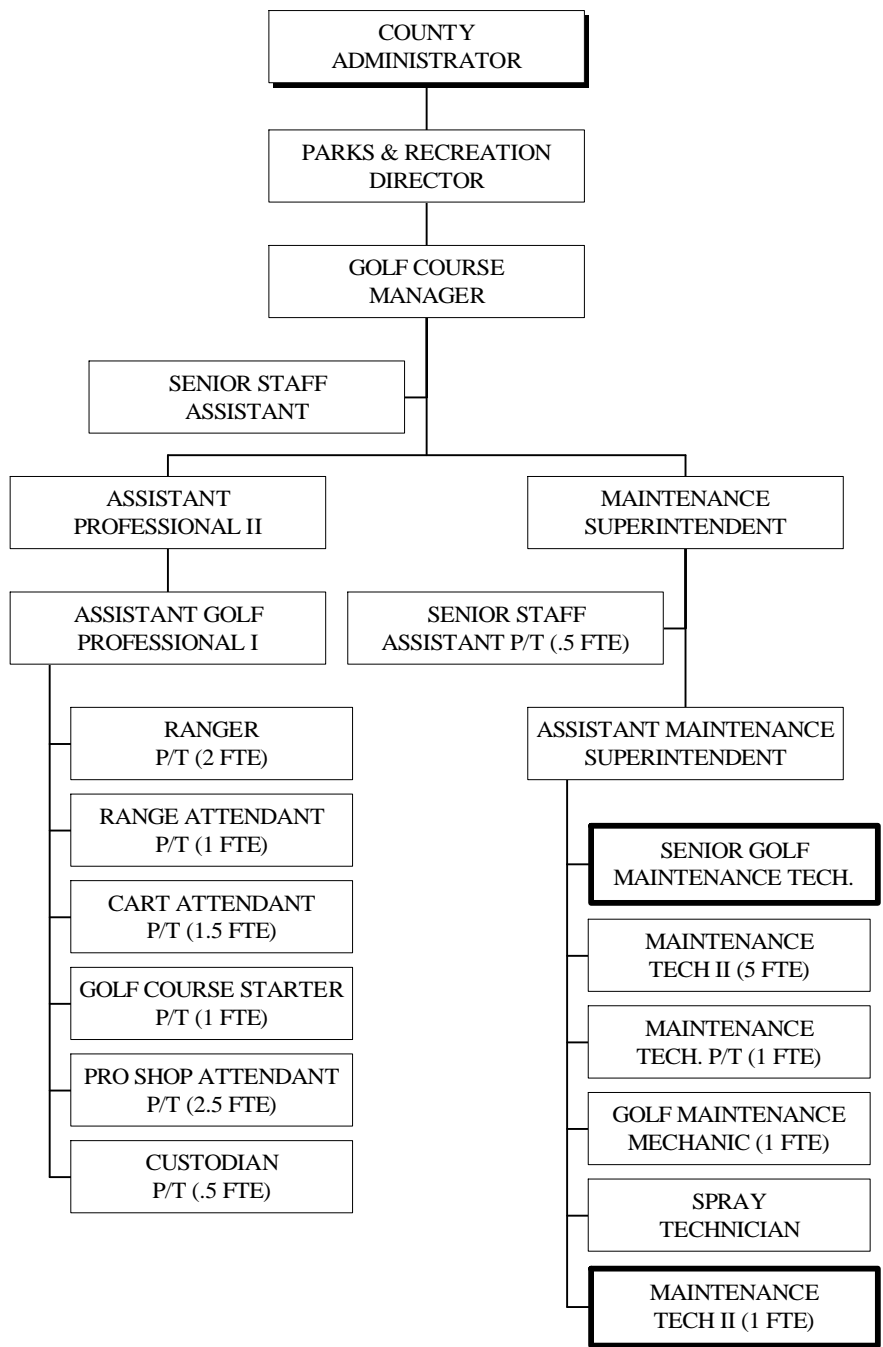 COUNTY
ADMINISTRATOR
PARKS & RECREATION
DIRECTOR
GOLF COURSE
MANAGER
SENIOR STAFF
ASSISTANT
ASSISTANT
PROFESSIONAL II
MAINTENANCE
SUPERINTENDENT
ASSISTANT GOLF
PROFESSIONAL I
SENIOR STAFF
ASSISTANT P/T (.5 FTE)
RANGER
P/T (2 FTE)
RANGE ATTENDANT
P/T (1 FTE)
CART ATTENDANT
P/T (1.5 FTE)
GOLF COURSE STARTER
P/T (1 FTE)
PRO SHOP ATTENDANT
P/T (2.5 FTE)
CUSTODIAN
P/T (.5 FTE)
ASSISTANT MAINTENANCE
SUPERINTENDENT
SENIOR GOLF
MAINTENANCE TECH.
MAINTENANCE
TECH II (5 FTE)
MAINTENANCE
TECH. P/T (1 FTE)
GOLF MAINTENANCE
MECHANIC (1 FTE)
SPRAY
TECHNICIAN
MAINTENANCE
TECH II (1 FTE)